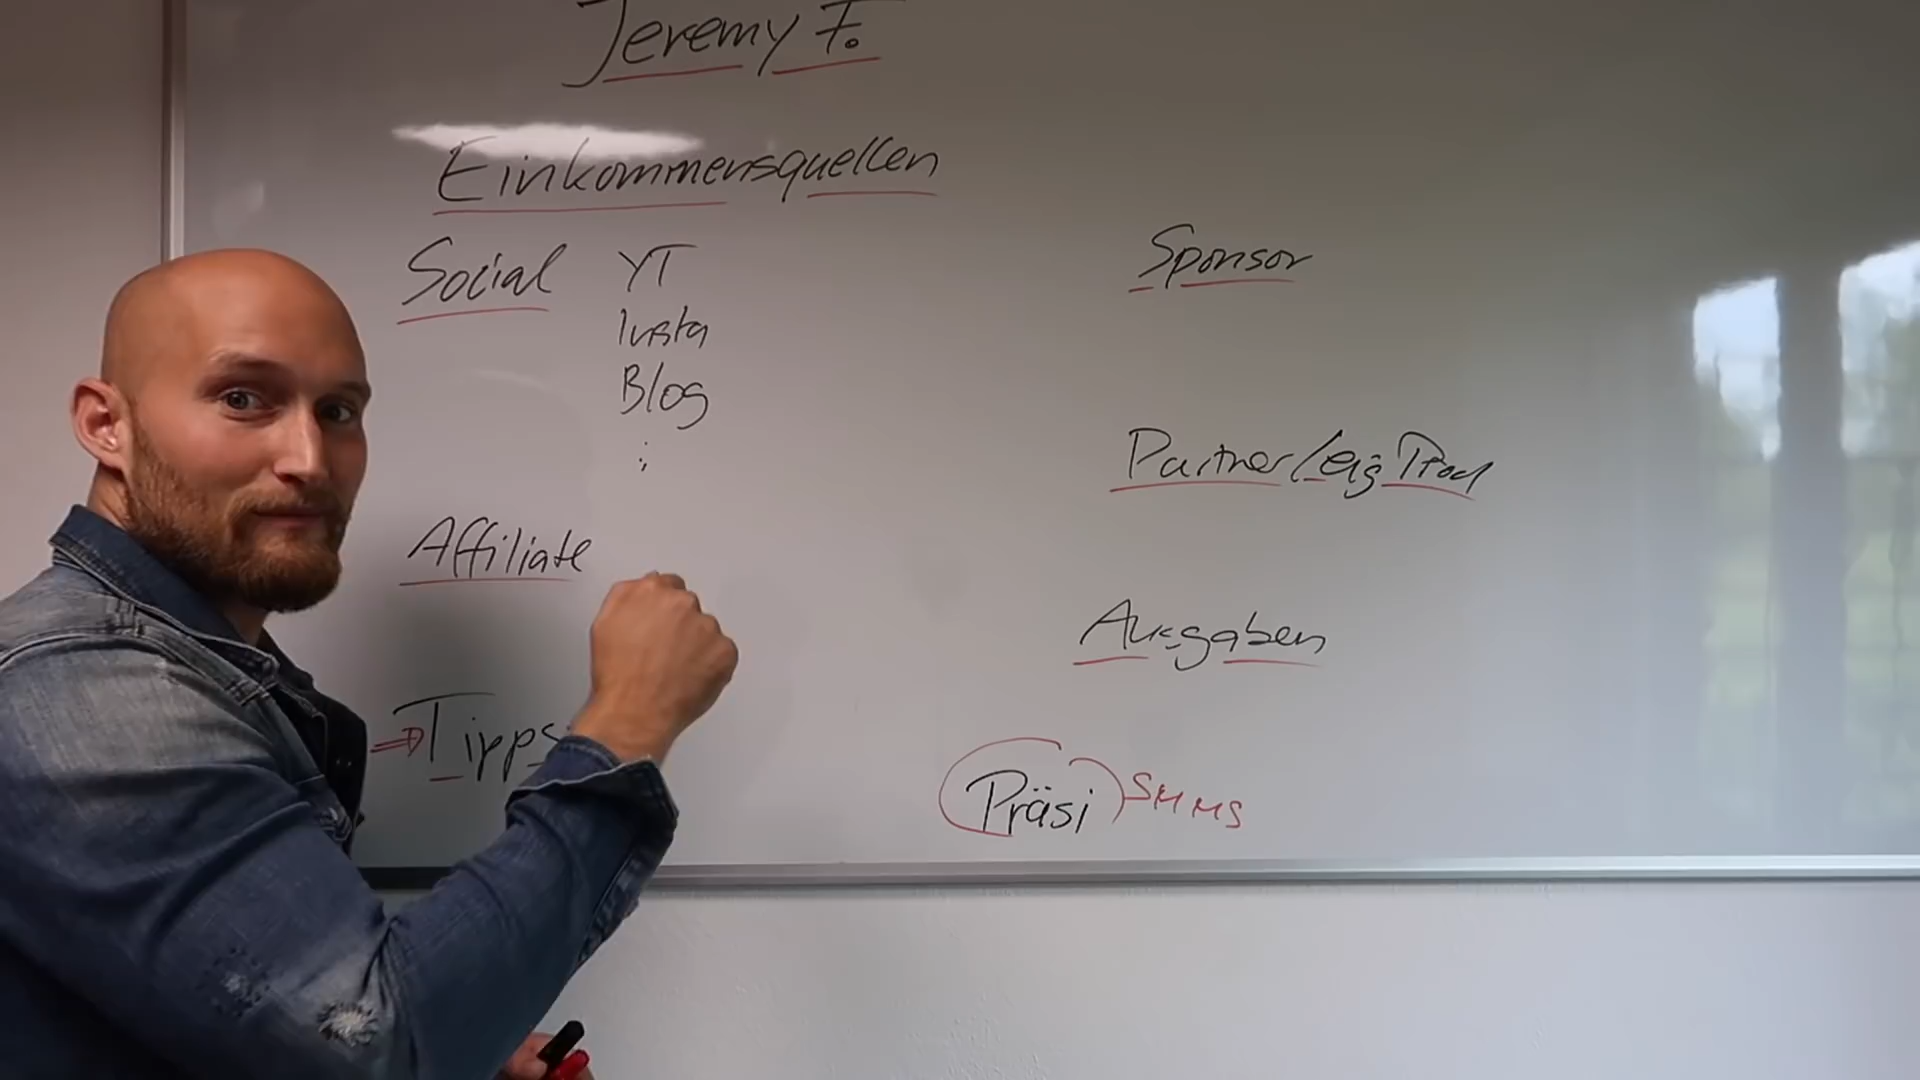 Jeremy F.
Einkommensquellen
Social YT
Insta
Blog
:
Affiliate
Tipps
Sponsor
Partner/eig Prod
Ausgaben
Präsi SMMS